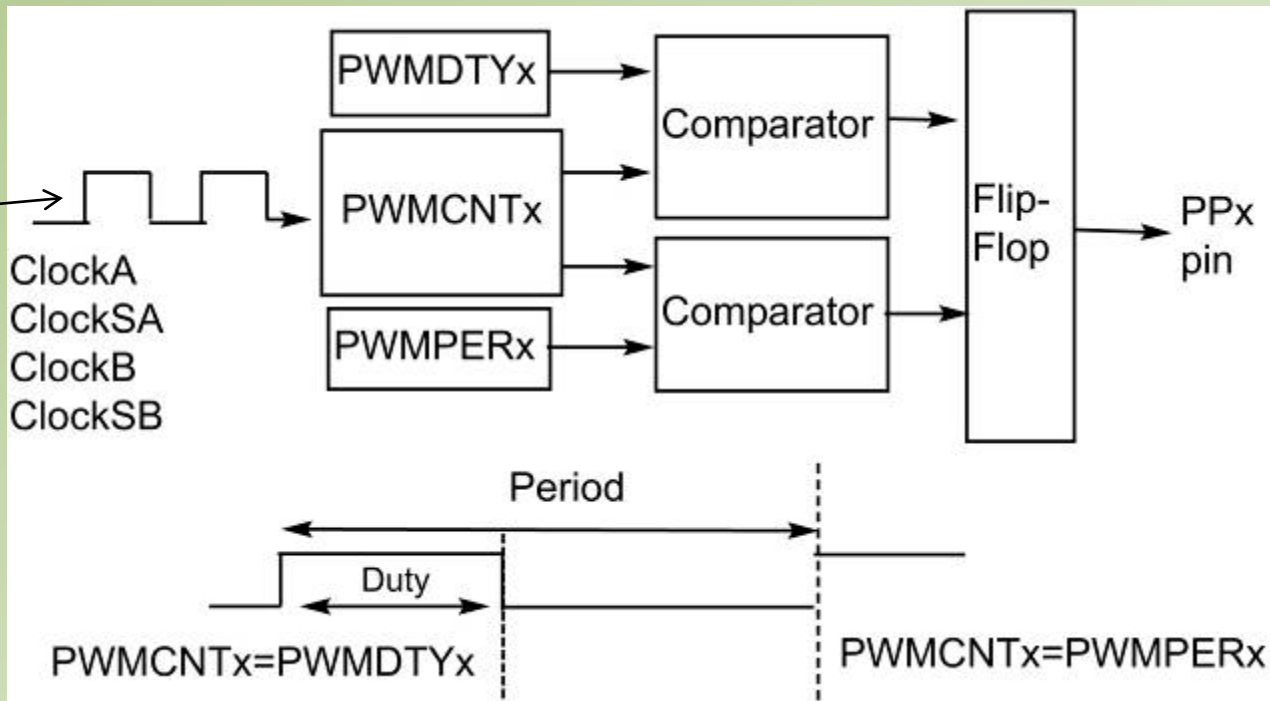 PWMDTYx
Comparator
PWMCNTx
Flip-
Flop
PPx
pin
ClockA
ClockSA
ClockB
ClockSB
Comparator
PWMPERx
Period
Duty
PWMCNTx=PWMDTYx
PWMCNTx=PWMPERx